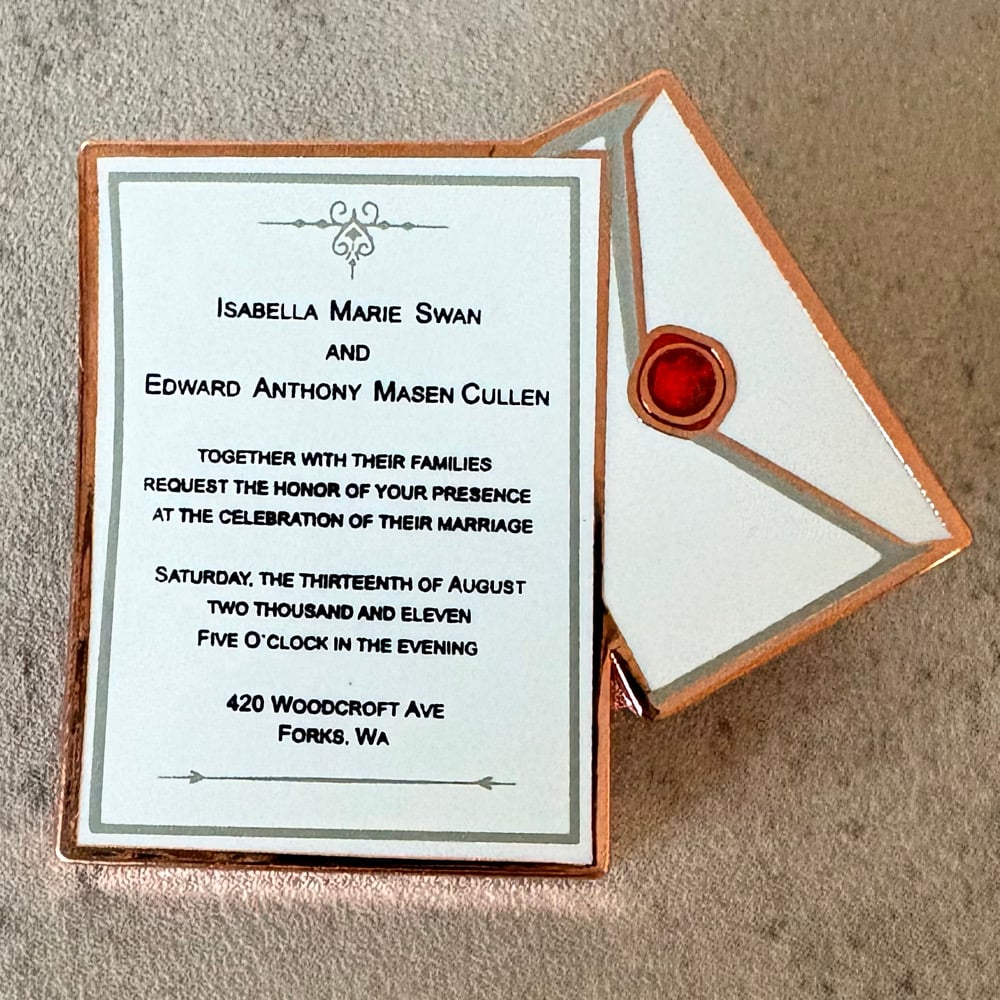 Isabella Marie Swan
and
Edward Anthony Masen Cullen
together with their families
request the honor of your presence
at the celebration of their marriage
Saturday, the thirteenth of August
two thousand and eleven
Five O'clock in the evening
420 Woodcroft Ave
Forks, Wa